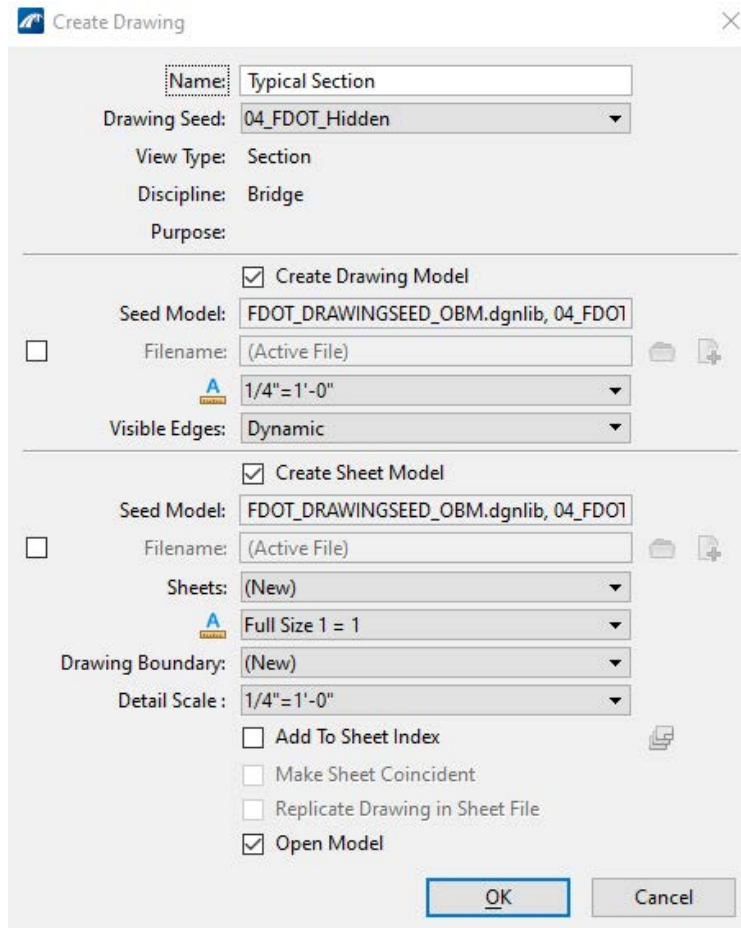 Create Drawing
Name: Typical Section
Drawing Seed: 04_FDOT_Hidden
View Type: Section
Discipline: Bridge
Purpose:
Create Drawing Model
Seed Model: FDOT_DRAWINGSEED_OBM.dgnlib, 04_FDOT
Filename: (Active File)
A 1/4"=1'-0"
Visible Edges: Dynamic
Create Sheet Model
Seed Model: FDOT_DRAWINGSEED_OBM.dgnlib, 04_FDOT
Filename: (Active File)
Sheets: (New)
A Full Size 1 = 1
Drawing Boundary: (New)
Detail Scale : 1/4"=1'-0"
Add To Sheet Index
Make Sheet Coincident
Replicate Drawing in Sheet File
Open Model
OK Cancel